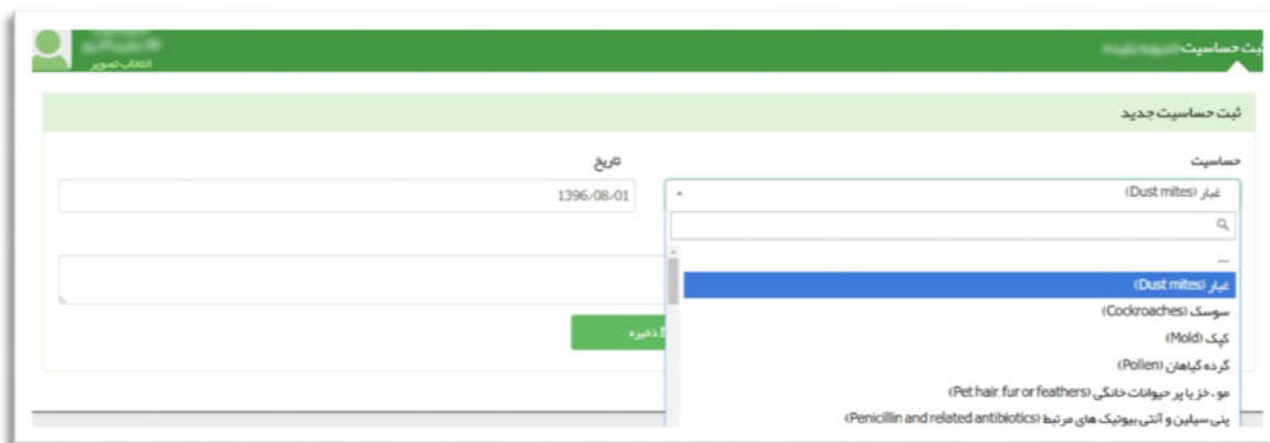 ثبت حساسیت
انتخاب تصویر
ثبت حساسیت جدید
حساسیت
تاریخ
غبار (Dust mites)
1396/08/01
...
غبار (Dust mites)
سوسک (Cockroaches)
کپک (Mold)
گرده گیاهان (Pollen)
مو ، خز یا پر حیوانات خانگی (Pet hair fur or feathers)
پنی سیلین و آنتی بیوتیک های مرتبط (Penicillin and related antibiotics)
ذخیره